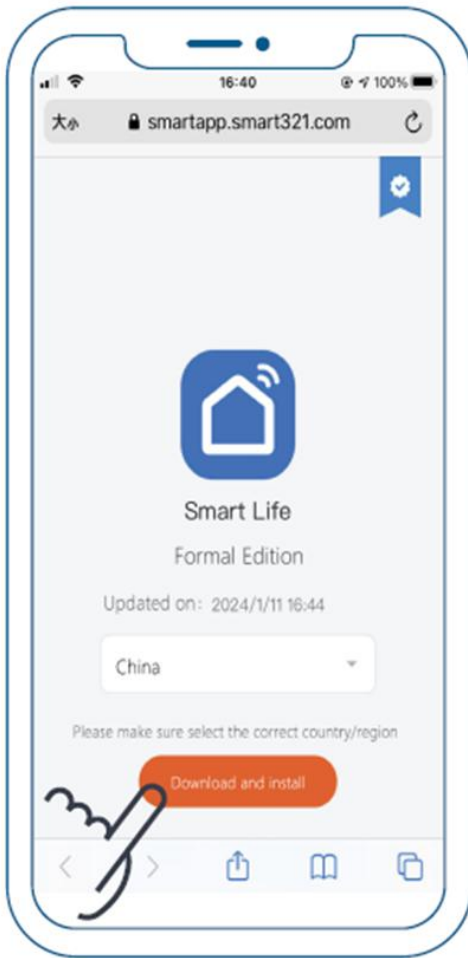 16:40
100%
大小
smartapp.smart321.com
Smart Life
Formal Edition
Updated on: 2024/1/11 16:44
China
Please make sure select the correct country/region
Download and install